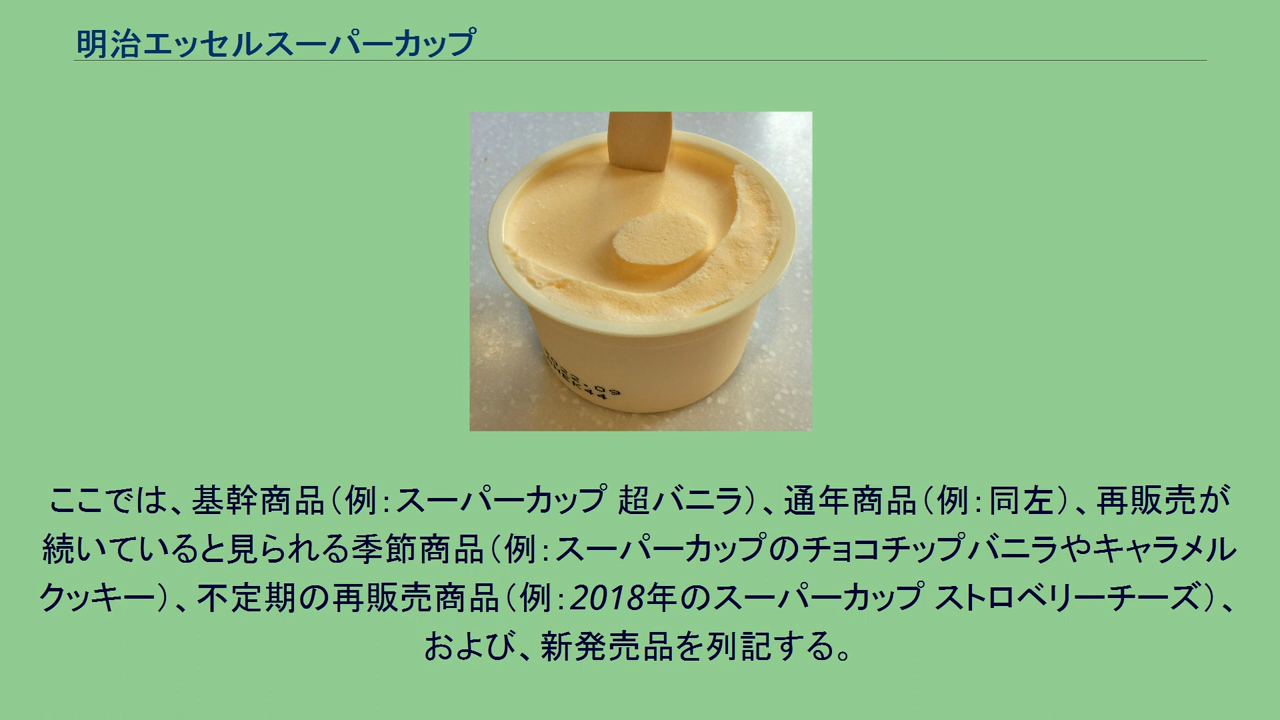 明治エッセルスーパーカップ
2022.09
ここでは、基幹商品（例：スーパーカップ 超バニラ）、通年商品（例：同左）、再販売が
続いていると見られる季節商品（例：スーパーカップのチョコチップバニラやキャラメル
クッキー）、不定期の再販売商品（例：2018年のスーパーカップ ストロベリーチーズ）、
および、新発売品を列記する。